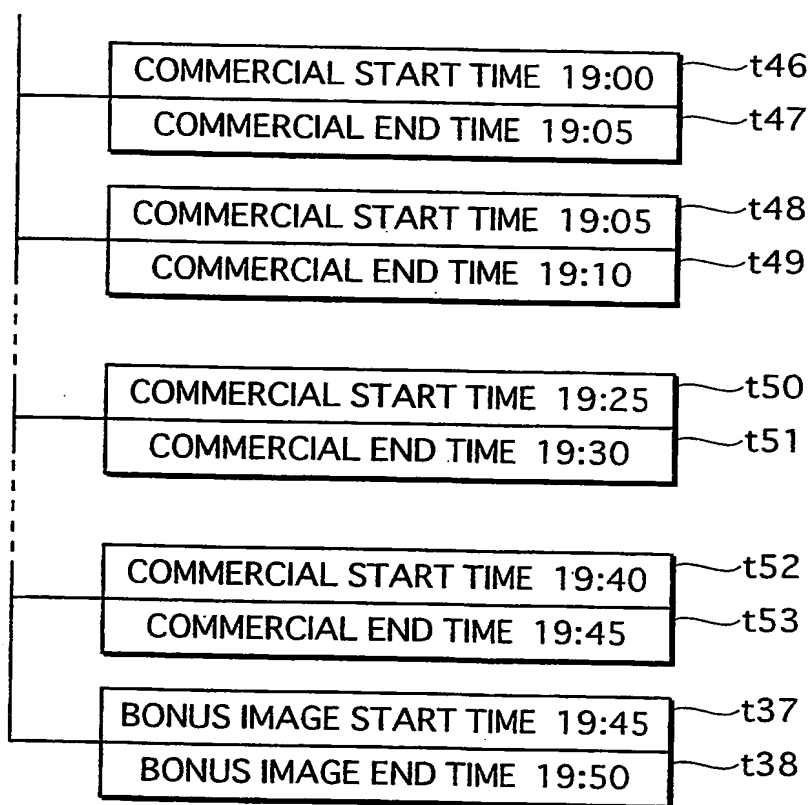 COMMERCIAL START TIME 19:00 t46
COMMERCIAL END TIME 19:05 t47
COMMERCIAL START TIME 19:05 t48
COMMERCIAL END TIME 19:10 t49
COMMERCIAL START TIME 19:25 t50
COMMERCIAL END TIME 19:30 t51
COMMERCIAL START TIME 19:40 t52
COMMERCIAL END TIME 19:45 t53
BONUS IMAGE START TIME 19:45 t37
BONUS IMAGE END TIME 19:50 t38